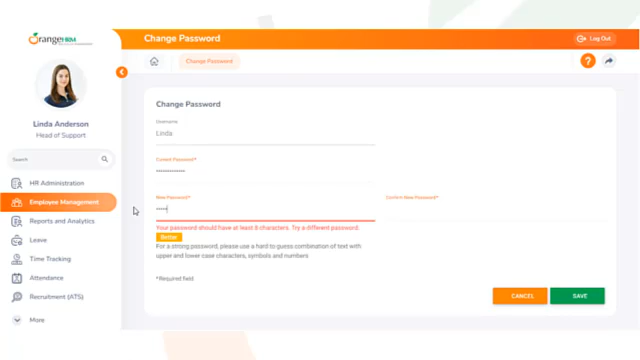 Change Password
Log Out
OrangeHRM
Change Password
?
Linda Anderson
Head of Support
Search
HR Administration
Employee Management
Reports and Analytics
Leave
Time Tracking
Attendance
Recruitment (ATS)
More
Change Password
Username
Linda
Current Password*
New Password*
Confirm New Password*
Your password should have at least 8 characters. Try a different password.
Better
For a strong password, please use a hard to guess combination of text with
upper and lower case characters, symbols and numbers
*Required field
CANCEL
SAVE